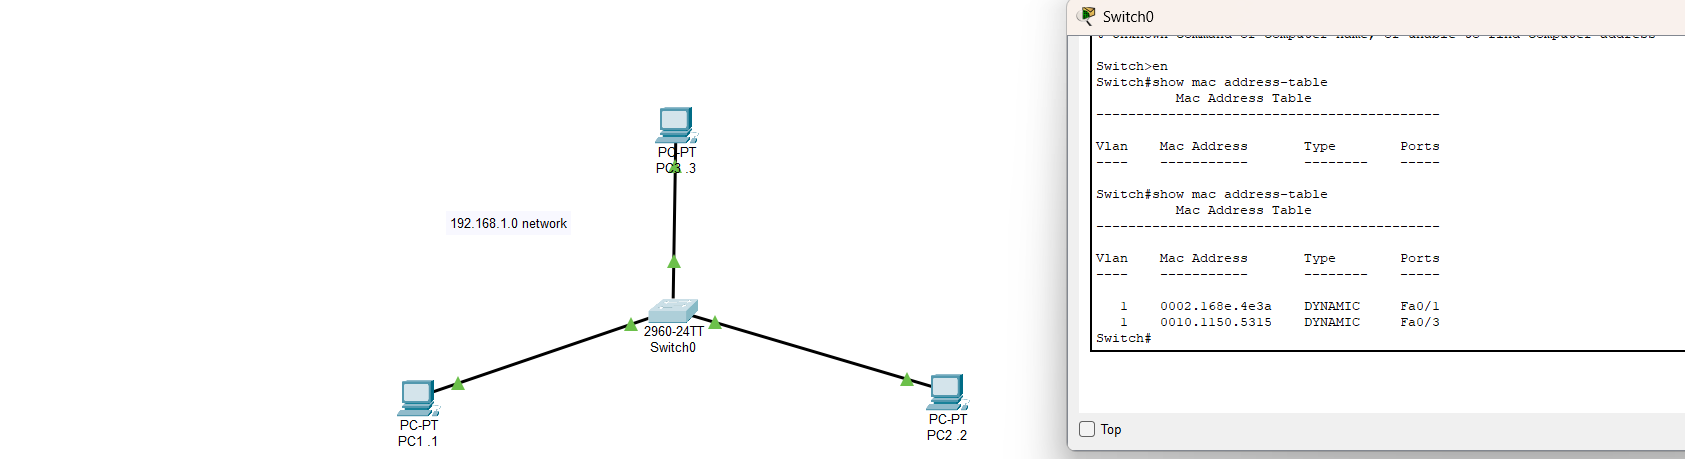 PC-PT
PC3 .3
192.168.1.0 network
2960-24TT
Switch0
PC-PT
PC1 .1
PC-PT
PC2 .2
Switch0
Switch>en
Switch#show mac address-table
Mac Address Table
-------------------------------------------
Vlan Mac Address Type Ports
---- ----------- -------- -----
Switch#show mac address-table
Mac Address Table
-------------------------------------------
Vlan Mac Address Type Ports
---- ----------- -------- -----
1 0002.168e.4e3a DYNAMIC Fa0/1
1 0010.1150.5315 DYNAMIC Fa0/3
Switch#
Top